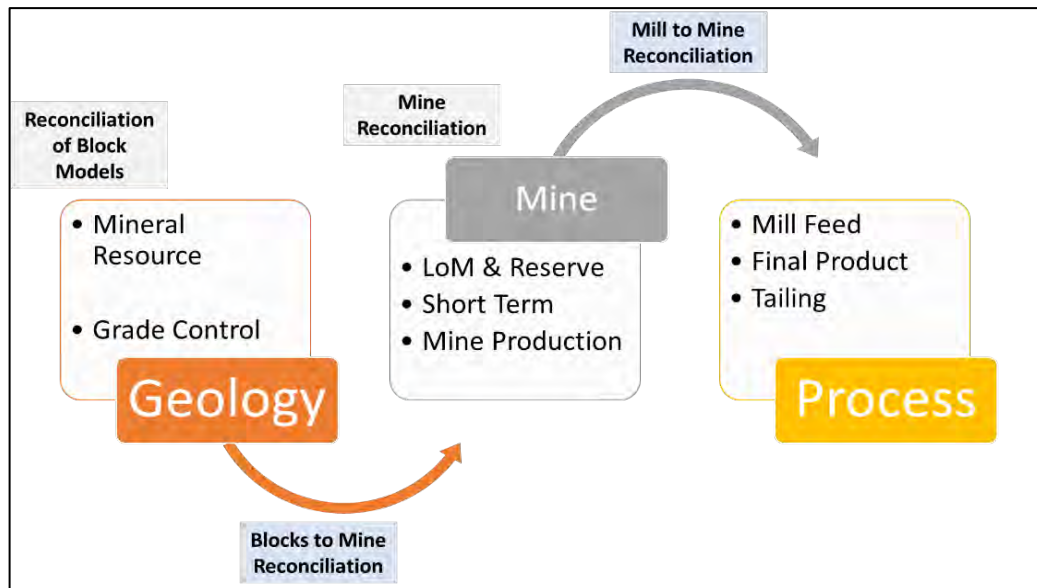 Mill to Mine
Reconciliation
Mine
Reconciliation
Reconciliation
of Block
Models
Mine
• Mineral
Resource
• Grade Control
Geology
• LoM & Reserve
• Short Term
• Mine Production
• Mill Feed
• Final Product
• Tailing
Process
Blocks to Mine
Reconciliation